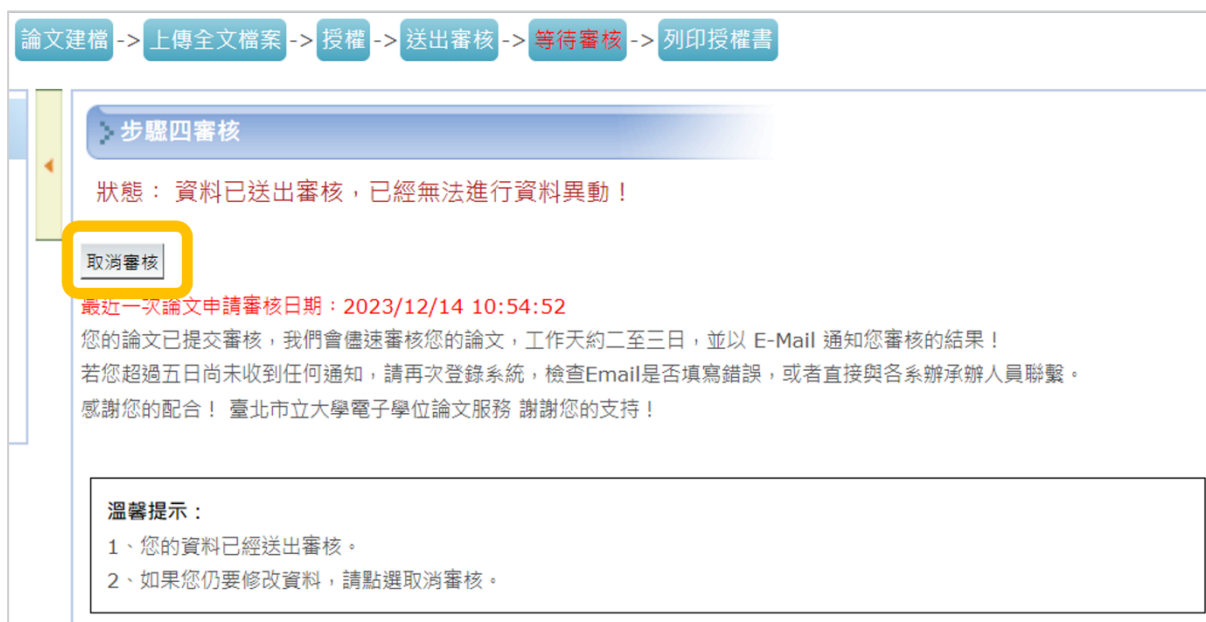 論文建檔 -> 上傳全文檔案 -> 授權 -> 送出審核 -> 等待審核 -> 列印授權書
步驟四審核
狀態： 資料已送出審核，已經無法進行資料異動！
取消審核
最近一次論文申請審核日期：2023/12/14 10:54:52
您的論文已提交審核，我們會儘速審核您的論文，工作天約二至三日，並以 E-Mail 通知您審核的結果！
若您超過五日尚未收到任何通知，請再次登錄系統，檢查Email是否填寫錯誤，或者直接與各系辦承辦人員聯繫。
感謝您的配合！ 臺北市立大學電子學位論文服務 謝謝您的支持！
溫馨提示：
1、您的資料已經送出審核。
2、如果您仍要修改資料，請點選取消審核。